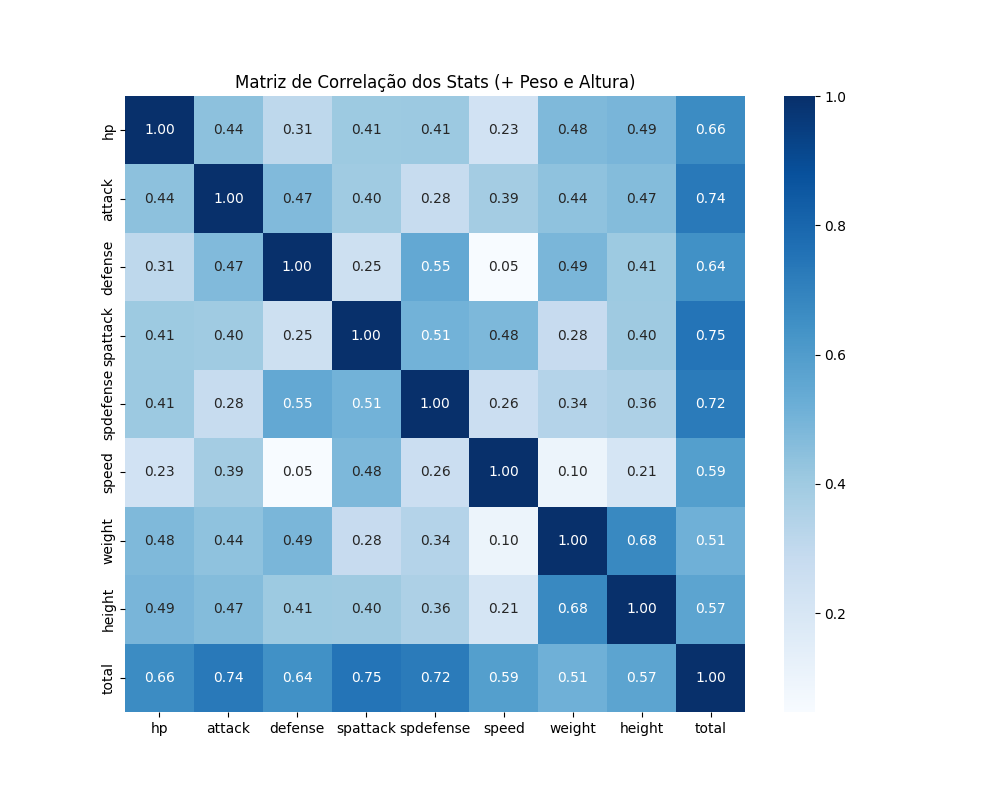 Matriz de Correlação dos Stats (+ Peso e Altura)
hp 1.00 0.44 0.31 0.41 0.41 0.23 0.48 0.49 0.66
attack 0.44 1.00 0.47 0.40 0.28 0.39 0.44 0.47 0.74
defense 0.31 0.47 1.00 0.25 0.55 0.05 0.49 0.41 0.64
spattack 0.41 0.40 0.25 1.00 0.51 0.48 0.28 0.40 0.75
spdefense 0.41 0.28 0.55 0.51 1.00 0.26 0.34 0.36 0.72
speed 0.23 0.39 0.05 0.48 0.26 1.00 0.10 0.21 0.59
weight 0.48 0.44 0.49 0.28 0.34 0.10 1.00 0.68 0.51
height 0.49 0.47 0.41 0.40 0.36 0.21 0.68 1.00 0.57
total 0.66 0.74 0.64 0.75 0.72 0.59 0.51 0.57 1.00
hp attack defense spattack spdefense speed weight height total
1.0
0.8
0.6
0.4
0.2